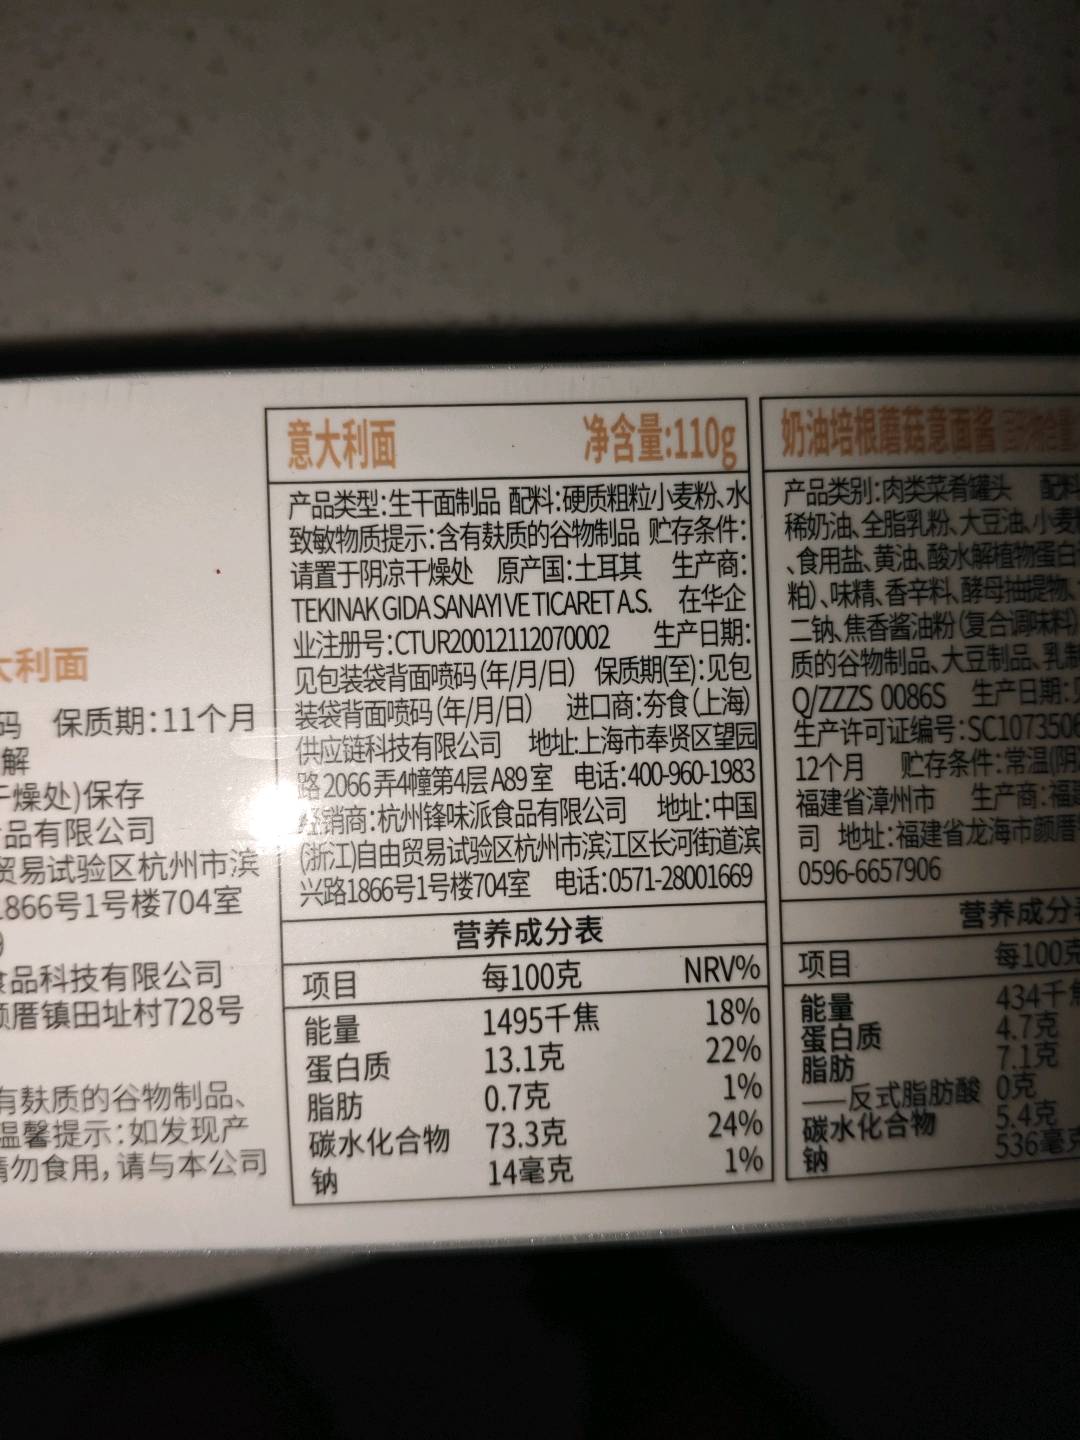 大利面
码 保质期:11个月
解
干燥处)保存
品有限公司
贸易试验区杭州市滨
1866号1号楼704室
9
食品科技有限公司
颜厝镇田址村728号
有麸质的谷物制品、
温馨提示:如发现产
请勿食用,请与本公司
意大利面 净含量:110g
产品类型:生干面制品 配料:硬质粗粒小麦粉、水
致敏物质提示:含有麸质的谷物制品 贮存条件:
请置于阴凉干燥处 原产国:土耳其 生产商:
TEKINAK GIDA SANAYI VE TICARET A.S. 在华企
业注册号:CTUR20012112070002 生产日期:
见包装袋背面喷码(年/月/日) 保质期(至):见包
装袋背面喷码(年/月/日) 进口商:夯食(上海)
供应链科技有限公司 地址:上海市奉贤区望园
路2066弄4幢第4层A89室 电话:400-960-1983
经销商:杭州锋味派食品有限公司 地址:中国
(浙江)自由贸易试验区杭州市滨江区长河街道滨
兴路1866号1号楼704室 电话:0571-28001669
营养成分表
项目 每100克 NRV%
能量 1495千焦 18%
蛋白质 13.1克 22%
脂肪 0.7克 1%
碳水化合物 73.3克 24%
钠 14毫克 1%
奶油培根蘑菇意面酱
产品类别:肉类菜肴罐头 配料
稀奶油、全脂乳粉、大豆油、小麦
、食用盐、黄油、酸水解植物蛋白
粕)、味精、香辛料、酵母抽提物、
二钠、焦香酱油粉(复合调味料)
质的谷物制品、大豆制品、乳制
Q/ZZZS 0086S 生产日期:见
生产许可证编号:SC1073506
12个月 贮存条件:常温(阴
福建省漳州市 生产商:福建
司 地址:福建省龙海市颜厝
0596-6657906
营养成分
项目 每100克
能量 434千焦
蛋白质 4.7克
脂肪 7.1克
——反式脂肪酸 0克
碳水化合物 5.4克
钠 536毫克